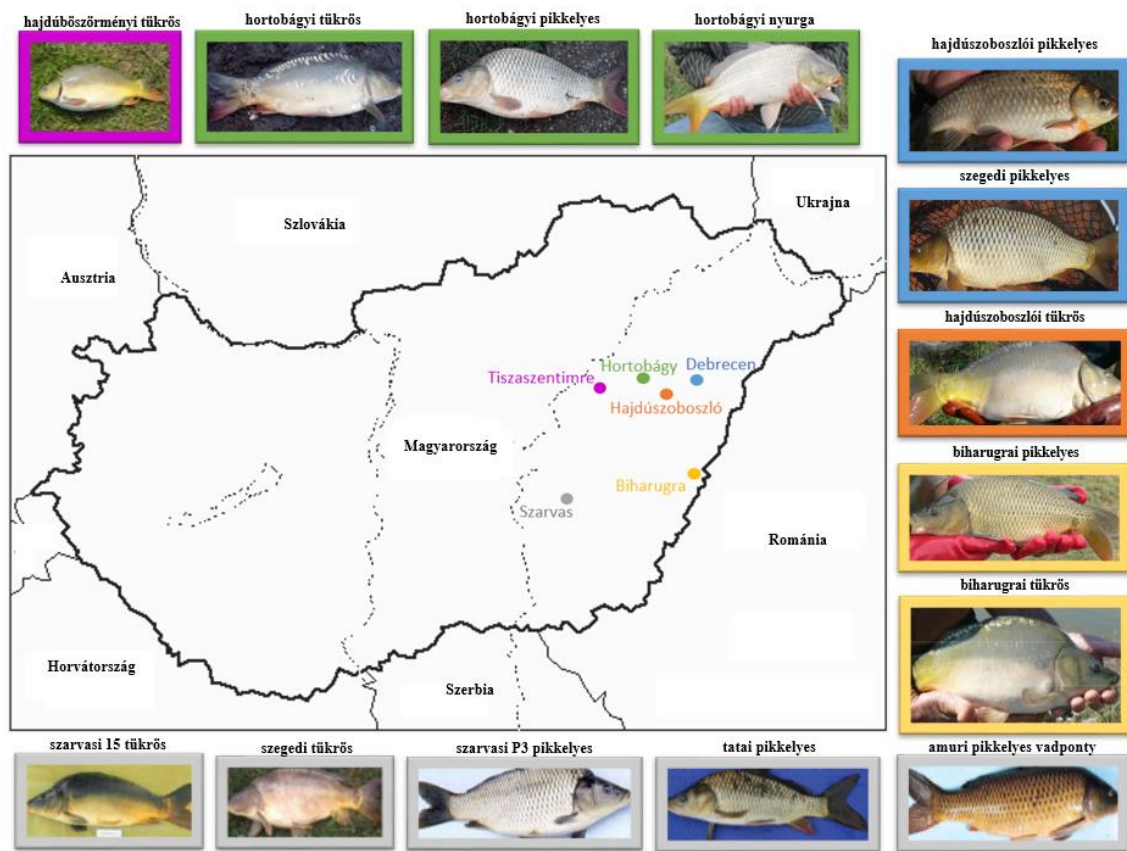 hajdúböszörményi tükrös
hortobágyi tükrös
hortobágyi pikkelyes
hortobágyi nyurga
hajdúszoboszlói pikkelyes
szegedi pikkelyes
hajdúszoboszlói tükrös
biharugrai pikkelyes
biharugrai tükrös
Ukrajna
Szlovákia
Ausztria
Hortobágy
Debrecen
Tiszaszentimre
Hajdúszoboszló
Magyarország
Biharugra
Szarvas
Románia
Horvátország
Szerbia
szarvasi 15 tükrös
szegedi tükrös
szarvasi P3 pikkelyes
tatai pikkelyes
amuri pikkelyes vadponty